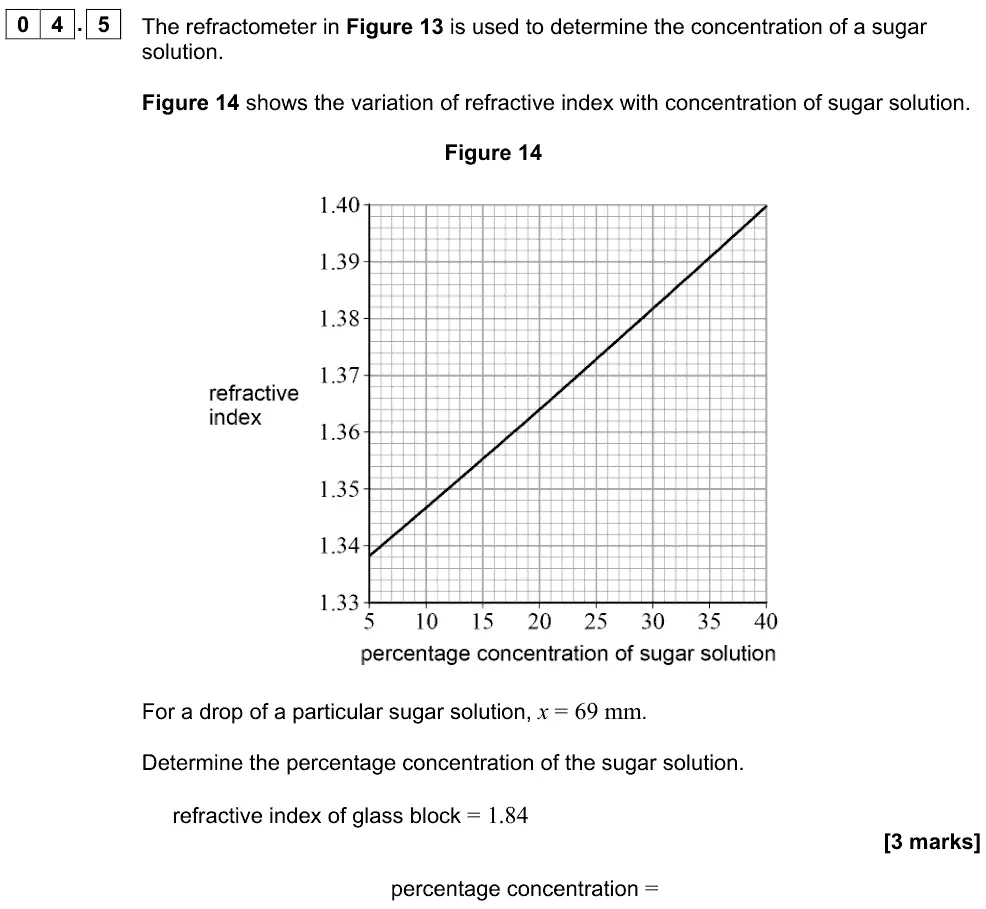 0 4 . 5 The refractometer in Figure 13 is used to determine the concentration of a sugar
solution.
Figure 14 shows the variation of refractive index with concentration of sugar solution.
Figure 14
1.40
1.39
1.38
1.37
refractive
index
1.36
1.35
1.34
1.33
5 10 15 20 25 30 35 40
percentage concentration of sugar solution
For a drop of a particular sugar solution, x = 69 mm.
Determine the percentage concentration of the sugar solution.
refractive index of glass block = 1.84
[3 marks]
percentage concentration =